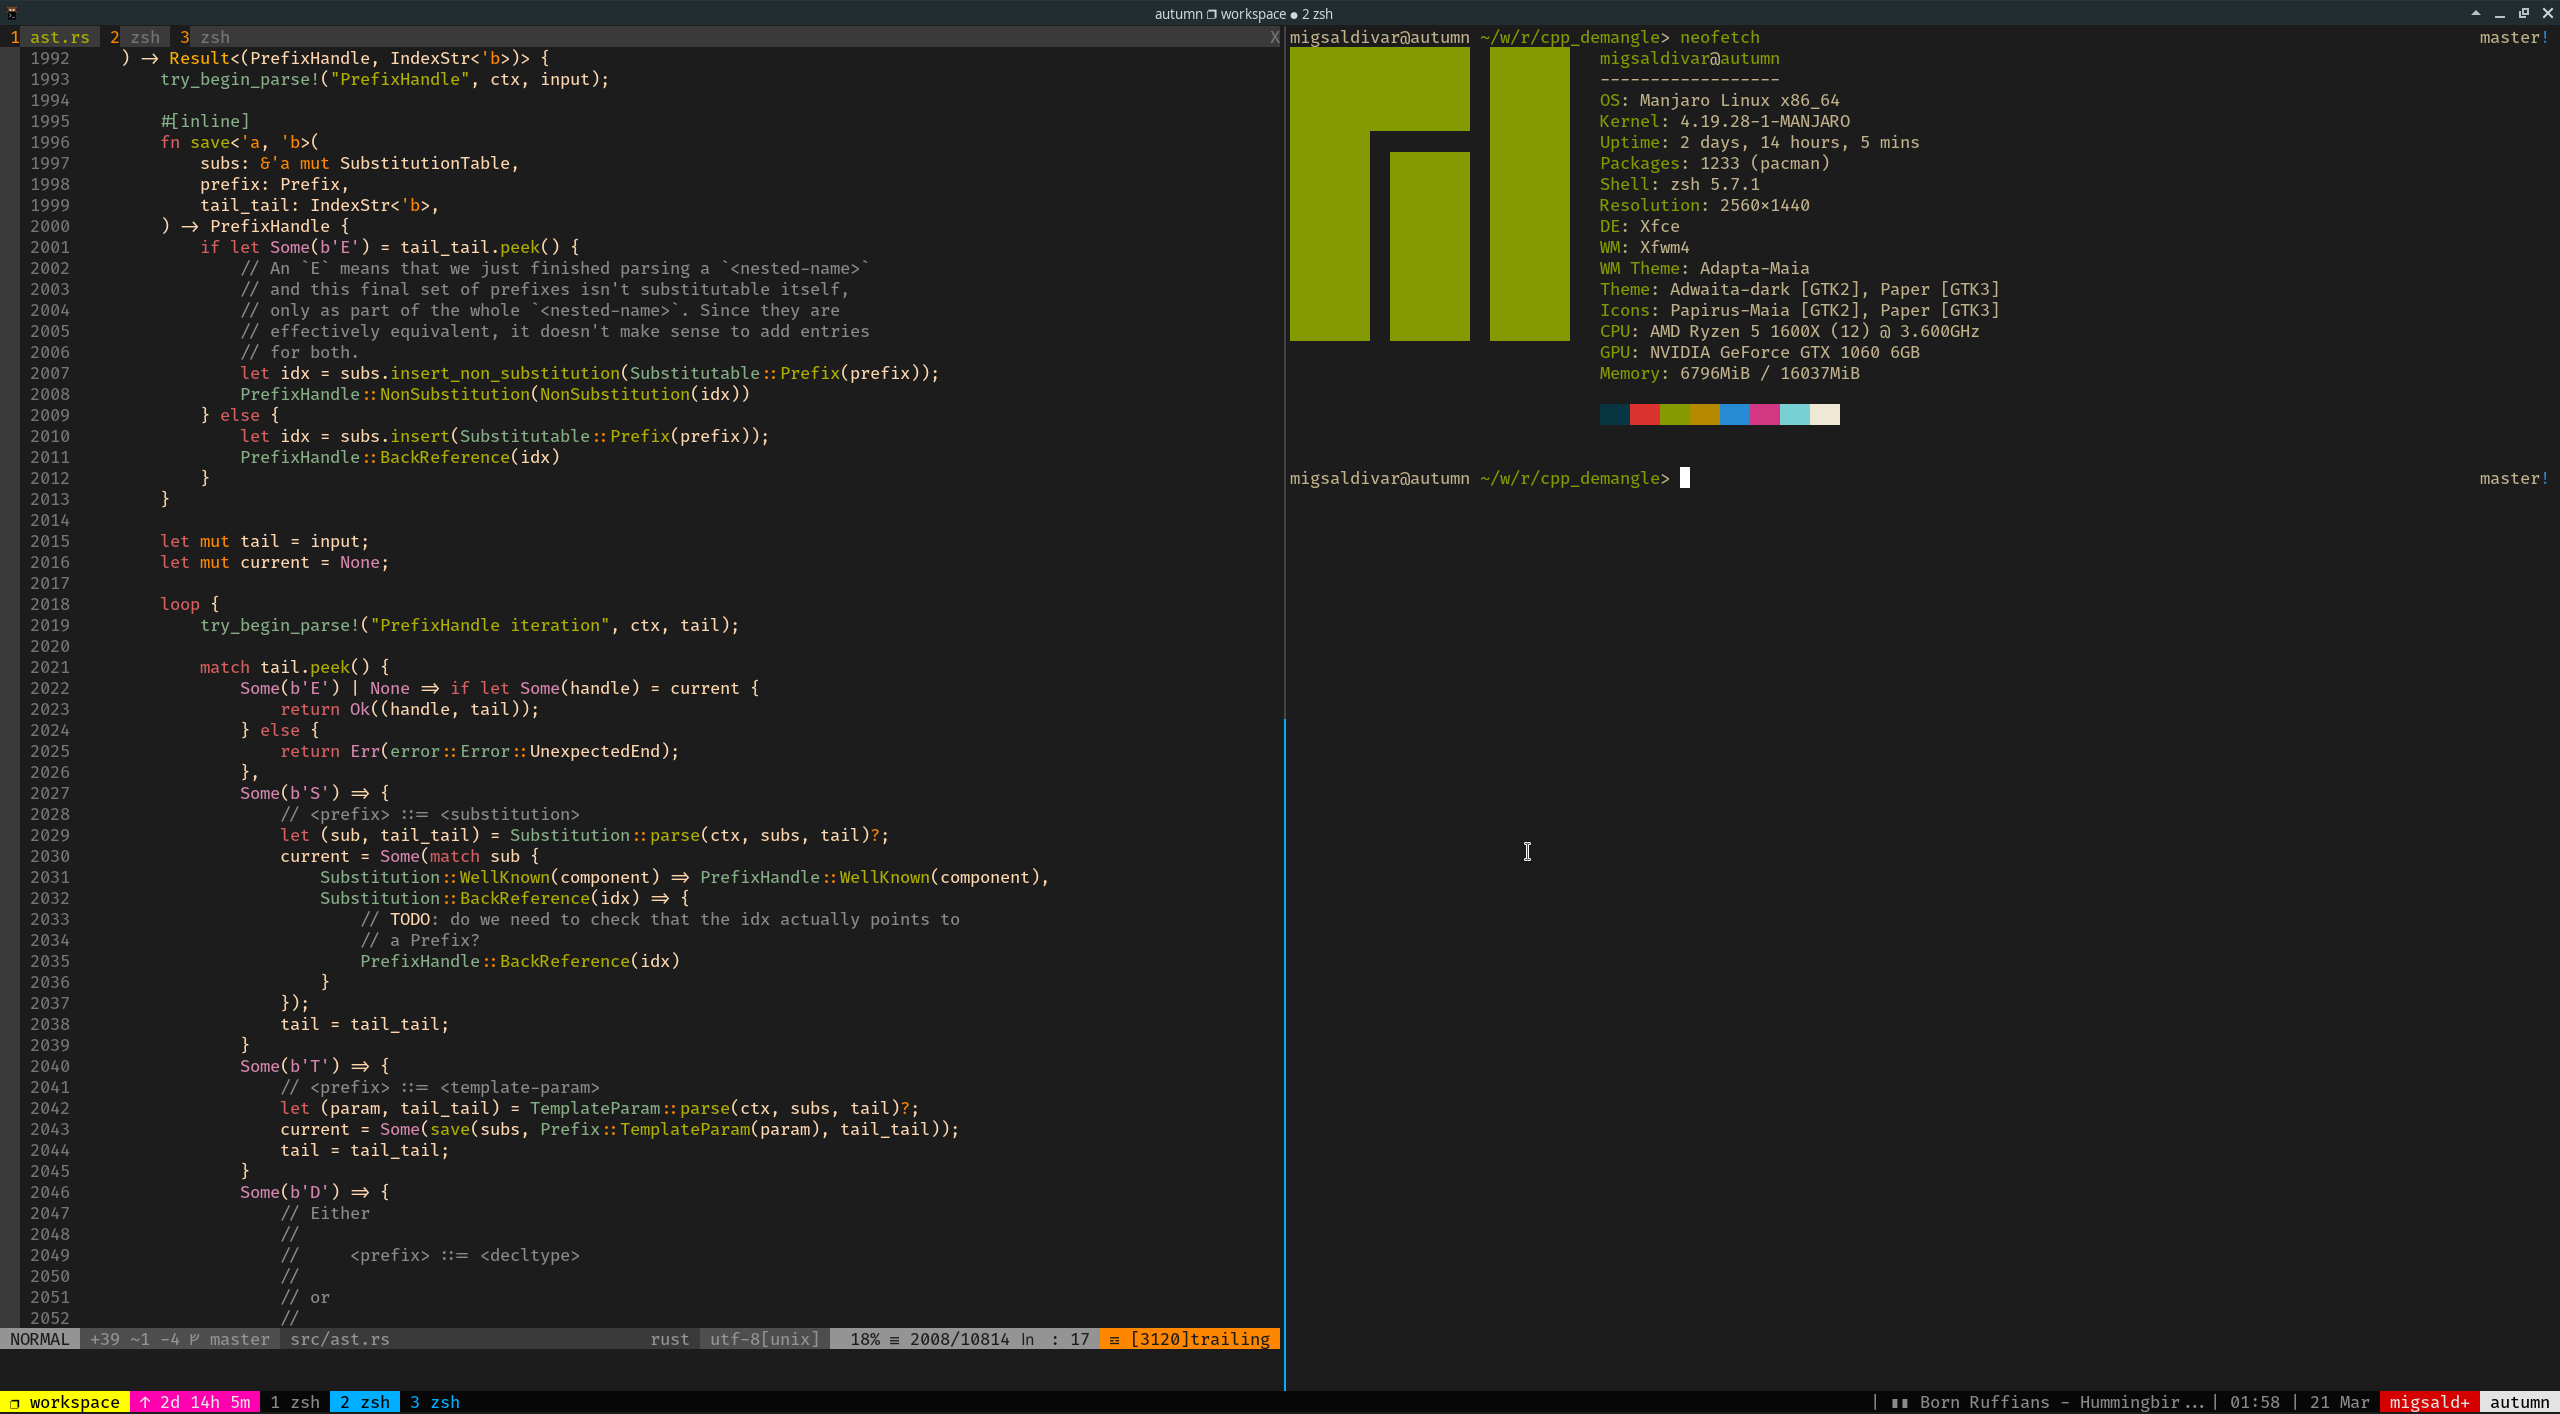 autumn ❐ workspace ● 2 zsh
1 ast.rs 2 zsh 3 zsh X
1992     ) -> Result<(PrefixHandle, IndexStr<'b>)> {
1993         try_begin_parse!("PrefixHandle", ctx, input);
1994
1995         #[inline]
1996         fn save<'a, 'b>(
1997             subs: &'a mut SubstitutionTable,
1998             prefix: Prefix,
1999             tail_tail: IndexStr<'b>,
2000         ) -> PrefixHandle {
2001             if let Some(b'E') = tail_tail.peek() {
2002                 // An `E` means that we just finished parsing a `<nested-name>`
2003                 // and this final set of prefixes isn't substitutable itself,
2004                 // only as part of the whole `<nested-name>`. Since they are
2005                 // effectively equivalent, it doesn't make sense to add entries
2006                 // for both.
2007                 let idx = subs.insert_non_substitution(Substitutable::Prefix(prefix));
2008                 PrefixHandle::NonSubstitution(NonSubstitution(idx))
2009             } else {
2010                 let idx = subs.insert(Substitutable::Prefix(prefix));
2011                 PrefixHandle::BackReference(idx)
2012             }
2013         }
2014
2015         let mut tail = input;
2016         let mut current = None;
2017
2018         loop {
2019             try_begin_parse!("PrefixHandle iteration", ctx, tail);
2020
2021             match tail.peek() {
2022                 Some(b'E') | None => if let Some(handle) = current {
2023                     return Ok((handle, tail));
2024                 } else {
2025                     return Err(error::Error::UnexpectedEnd);
2026                 },
2027                 Some(b'S') => {
2028                     // <prefix> ::= <substitution>
2029                     let (sub, tail_tail) = Substitution::parse(ctx, subs, tail)?;
2030                     current = Some(match sub {
2031                         Substitution::WellKnown(component) => PrefixHandle::WellKnown(component),
2032                         Substitution::BackReference(idx) => {
2033                             // TODO: do we need to check that the idx actually points to
2034                             // a Prefix?
2035                             PrefixHandle::BackReference(idx)
2036                         }
2037                     });
2038                     tail = tail_tail;
2039                 }
2040                 Some(b'T') => {
2041                     // <prefix> ::= <template-param>
2042                     let (param, tail_tail) = TemplateParam::parse(ctx, subs, tail)?;
2043                     current = Some(save(subs, Prefix::TemplateParam(param), tail_tail));
2044                     tail = tail_tail;
2045                 }
2046                 Some(b'D') => {
2047                     // Either
2048                     //
2049                     //     <prefix> ::= <decltype>
2050                     //
2051                     // or
2052                     //
NORMAL +39 ~1 -4 master src/ast.rs rust utf-8[unix] 18% ≡ 2008/10814 ln : 17 ≡ [3120]trailing
migsaldivar@autumn ~/w/r/cpp_demangle> neofetch master!
migsaldivar@autumn
------------------
OS: Manjaro Linux x86_64
Kernel: 4.19.28-1-MANJARO
Uptime: 2 days, 14 hours, 5 mins
Packages: 1233 (pacman)
Shell: zsh 5.7.1
Resolution: 2560x1440
DE: Xfce
WM: Xfwm4
WM Theme: Adapta-Maia
Theme: Adwaita-dark [GTK2], Paper [GTK3]
Icons: Papirus-Maia [GTK2], Paper [GTK3]
CPU: AMD Ryzen 5 1600X (12) @ 3.600GHz
GPU: NVIDIA GeForce GTX 1060 6GB
Memory: 6796MiB / 16037MiB
migsaldivar@autumn ~/w/r/cpp_demangle> master!
❐ workspace ↑ 2d 14h 5m 1 zsh 2 zsh 3 zsh | Born Ruffians - Hummingbir...| 01:58 | 21 Mar migsald+ autumn